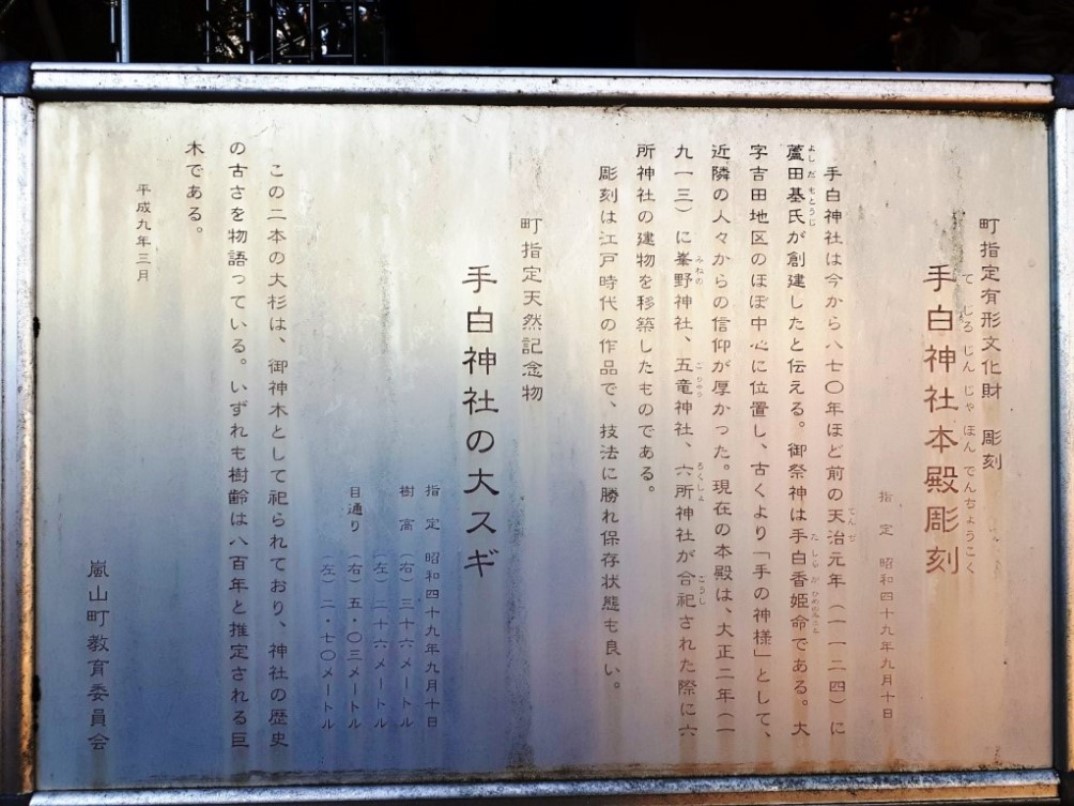 町指定有形文化財　彫刻
手白神社本殿彫刻
てじろじんじゃほんでんちょうこく
指定　昭和四十九年九月十日
手白神社は今から八七〇年ほど前の天治元年（一一二四）に
蘆田基氏が創建したと伝える。御祭神は手白香姫命である。大
字吉田地区のほぼ中心に位置し、古くより「手の神様」として、
近隣の人々からの信仰が厚かった。現在の本殿は、大正二年（一
九一三）に峯野神社、五竜神社、六所神社が合祀された際に六
所神社の建物を移築したものである。
彫刻は江戸時代の作品で、技法に勝れ保存状態も良い。
町指定天然記念物
手白神社の大スギ
指定　昭和四十九年九月十日
樹高　（右）三十六メートル
（左）二十六メートル
目通り　（右）五・〇三メートル
（左）二・七〇メートル
この二本の大杉は、御神木として祀られており、神社の歴史
の古さを物語っている。いずれも樹齢は八百年と推定される巨
木である。
平成九年三月
嵐山町教育委員会